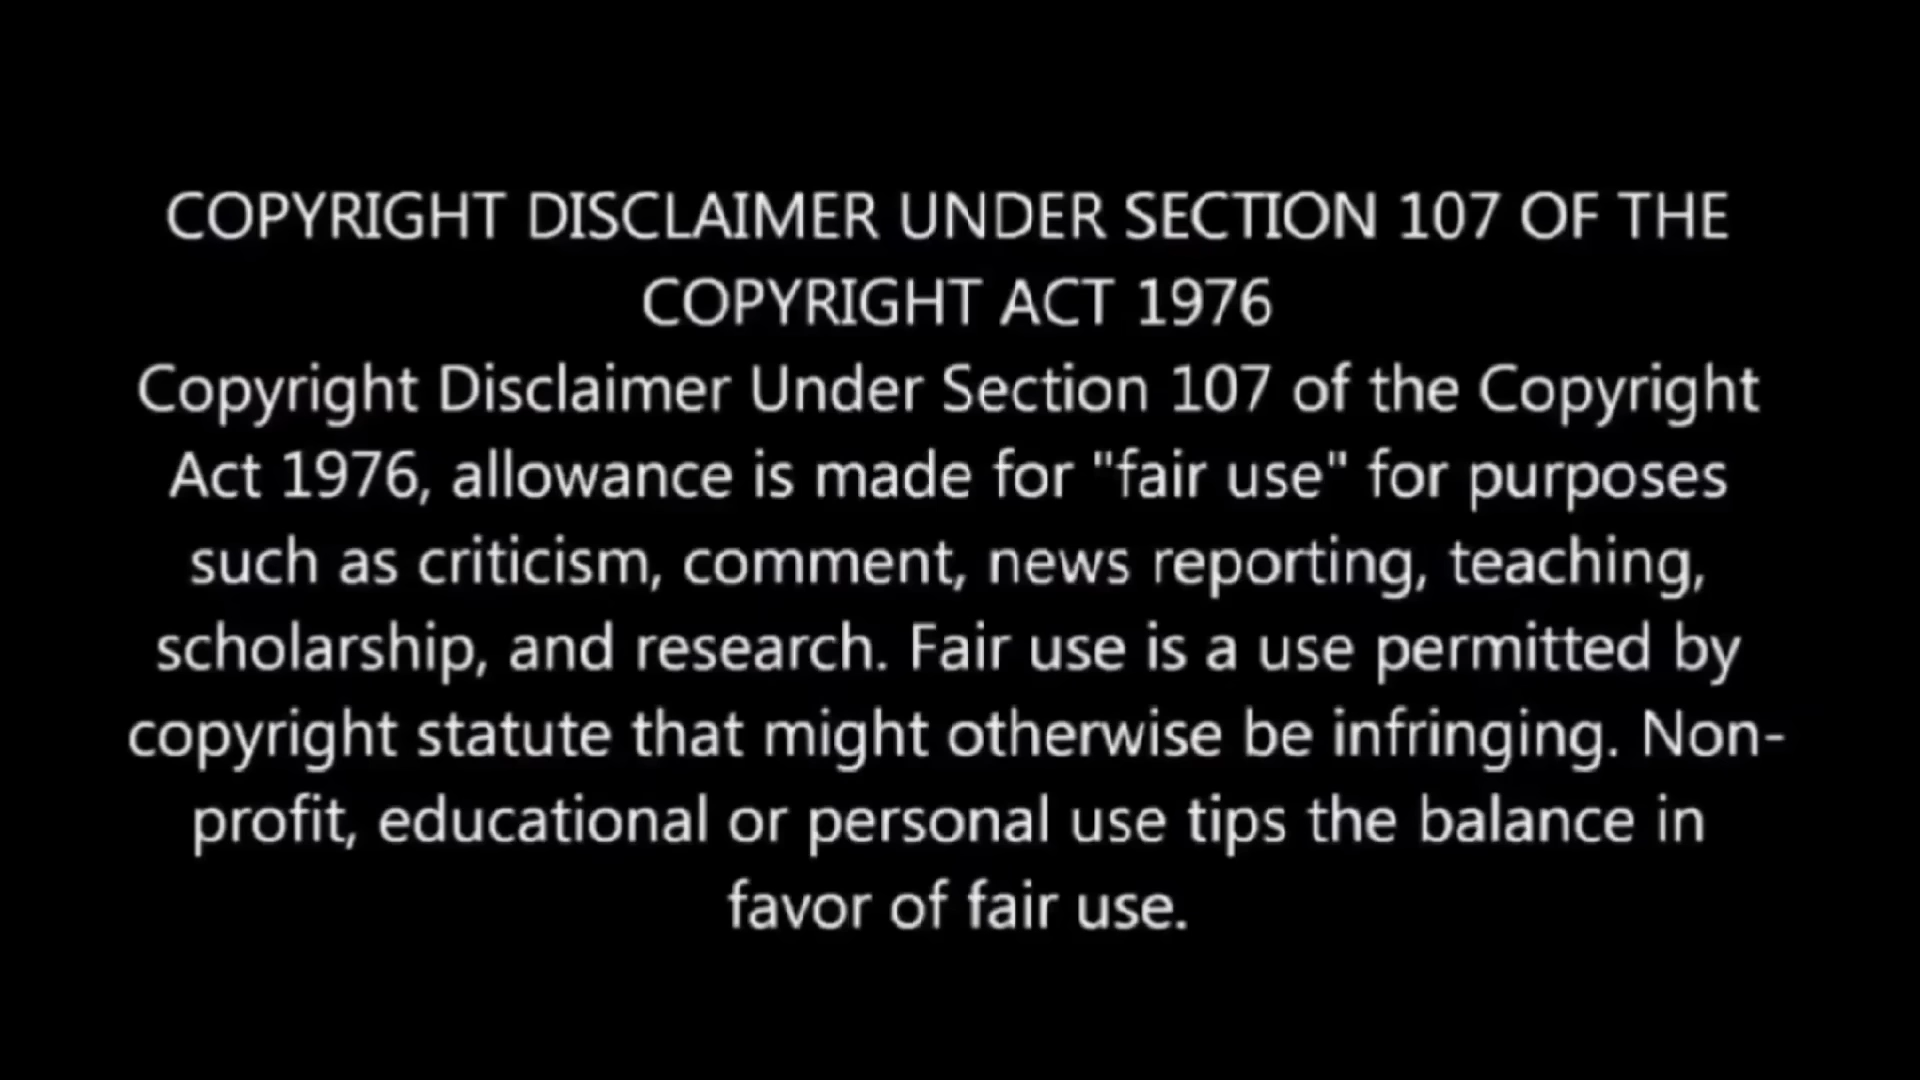 COPYRIGHT DISCLAIMER UNDER SECTION 107 OF THE
COPYRIGHT ACT 1976
Copyright Disclaimer Under Section 107 of the Copyright
Act 1976, allowance is made for "fair use" for purposes
such as criticism, comment, news reporting, teaching,
scholarship, and research. Fair use is a use permitted by
copyright statute that might otherwise be infringing. Non-
profit, educational or personal use tips the balance in
favor of fair use.